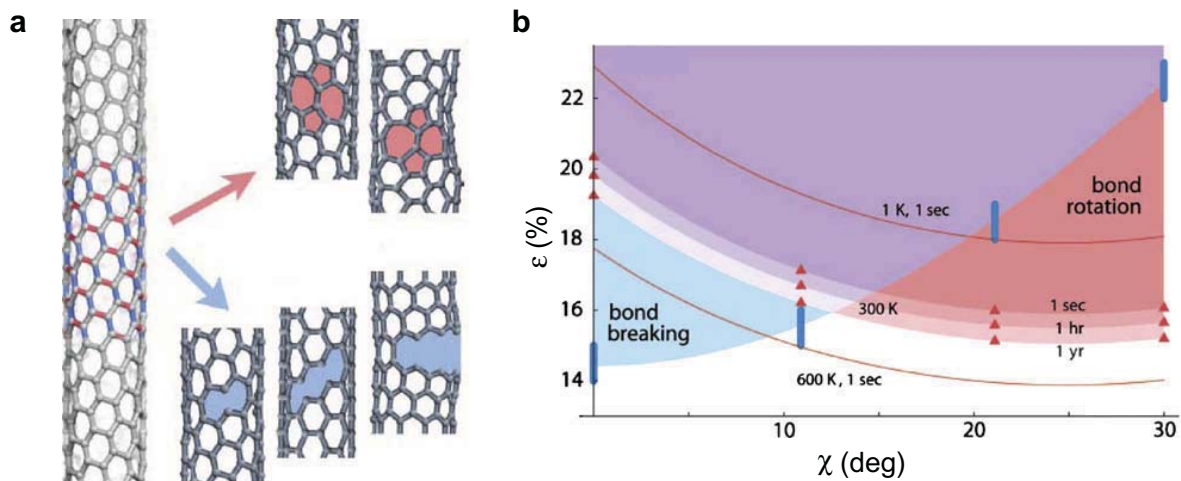 a
b
22
20
18
16
14
ε (%)
1 K, 1 sec
bond
rotation
bond
breaking
300 K
1 sec
1 hr
1 yr
600 K, 1 sec
10
20
30
χ (deg)